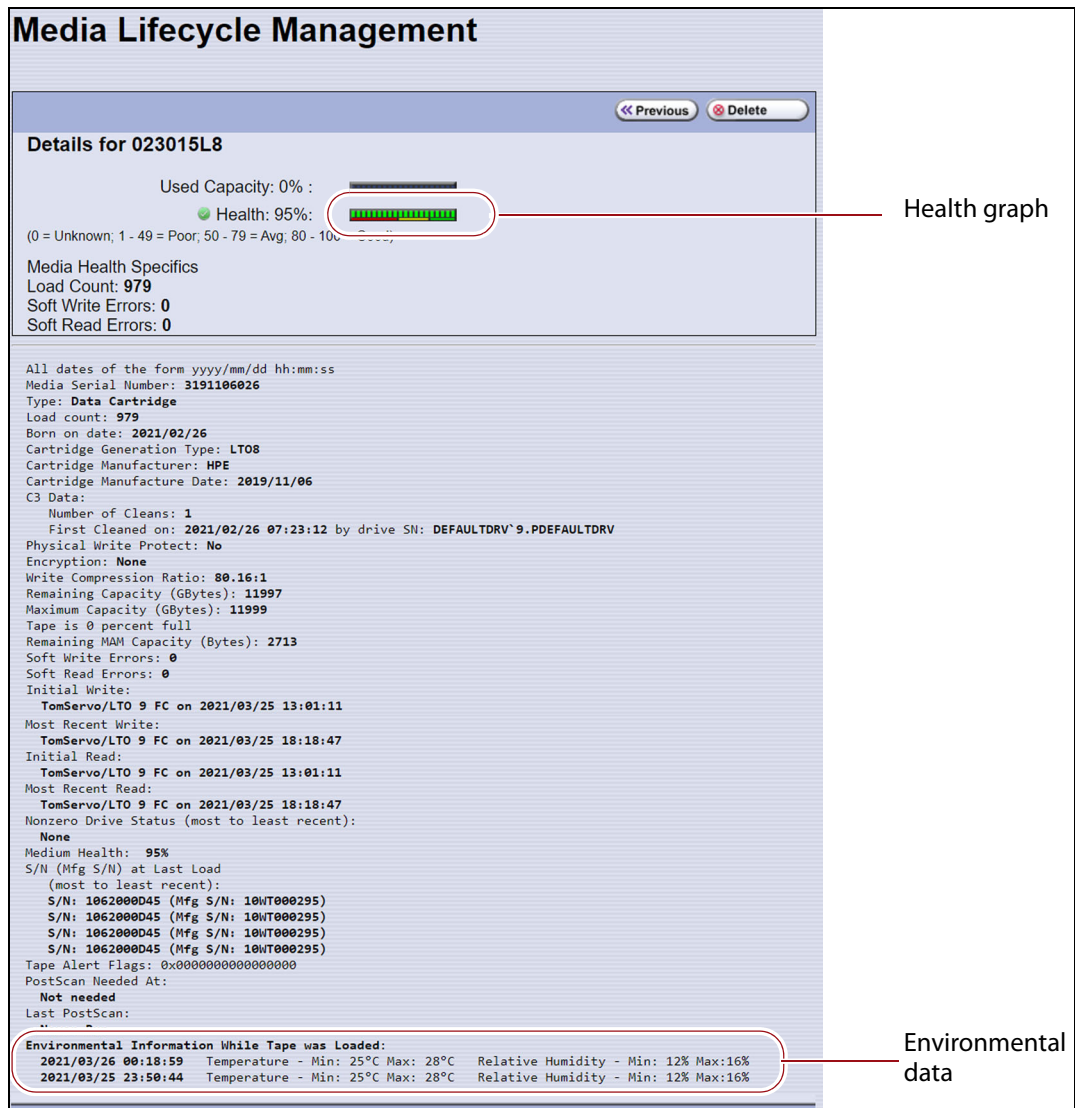 Media Lifecycle Management
Previous Delete
Details for 023015L8
Used Capacity: 0% :
Health: 95%:
Health graph
(0 = Unknown; 1 - 49 = Poor; 50 - 79 = Avg; 80 - 100
Media Health Specifics
Load Count: 979
Soft Write Errors: 0
Soft Read Errors: 0
All dates of the form yyyy/mm/dd hh:mm:ss
Media Serial Number: 3191106026
Type: Data Cartridge
Load count: 979
Born on date: 2021/02/26
Cartridge Generation Type: LTO8
Cartridge Manufacturer: HPE
Cartridge Manufacture Date: 2019/11/06
C3 Data:
Number of Cleans: 1
First Cleaned on: 2021/02/26 07:23:12 by drive SN: DEFAULTDRV`9.PDEFAULTDRV
Physical Write Protect: No
Encryption: None
Write Compression Ratio: 80.16:1
Remaining Capacity (GBytes): 11997
Maximum Capacity (GBytes): 11999
Tape is 0 percent full
Remaining MAM Capacity (Bytes): 2713
Soft Write Errors: 0
Soft Read Errors: 0
Initial Write:
TomServo/LTO 9 FC on 2021/03/25 13:01:11
Most Recent Write:
TomServo/LTO 9 FC on 2021/03/25 18:18:47
Initial Read:
TomServo/LTO 9 FC on 2021/03/25 13:01:11
Most Recent Read:
TomServo/LTO 9 FC on 2021/03/25 18:18:47
Nonzero Drive Status (most to least recent):
None
Medium Health: 95%
S/N (Mfg S/N) at Last Load
(most to least recent):
S/N: 1062000D45 (Mfg S/N: 10WT000295)
S/N: 1062000D45 (Mfg S/N: 10WT000295)
S/N: 1062000D45 (Mfg S/N: 10WT000295)
S/N: 1062000D45 (Mfg S/N: 10WT000295)
Tape Alert Flags: 0x0000000000000000
PostScan Needed At:
Not needed
Last PostScan:
Environmental Information While Tape was Loaded:
2021/03/26 00:18:59 Temperature - Min: 25°C Max: 28°C Relative Humidity - Min: 12% Max:16%
2021/03/25 23:50:44 Temperature - Min: 25°C Max: 28°C Relative Humidity - Min: 12% Max:16%
Environmental
data